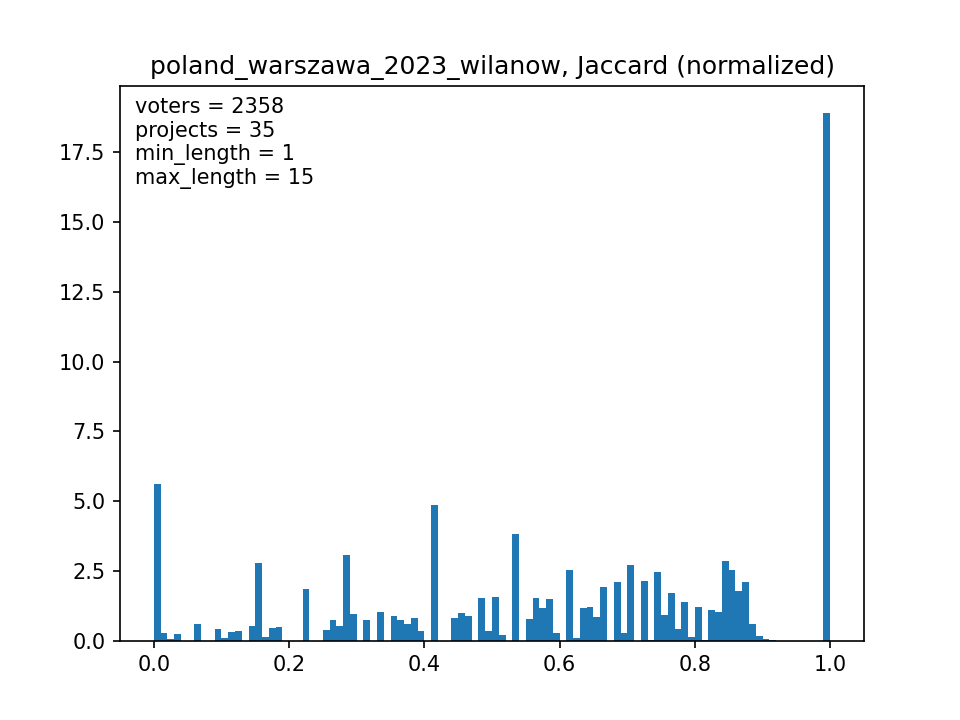 poland_warszawa_2023_wilanow, Jaccard (normalized)
voters = 2358
projects = 35
min_length = 1
max_length = 15
17.5
15.0
12.5
10.0
7.5
5.0
2.5
0.0
0.0 0.2 0.4 0.6 0.8 1.0